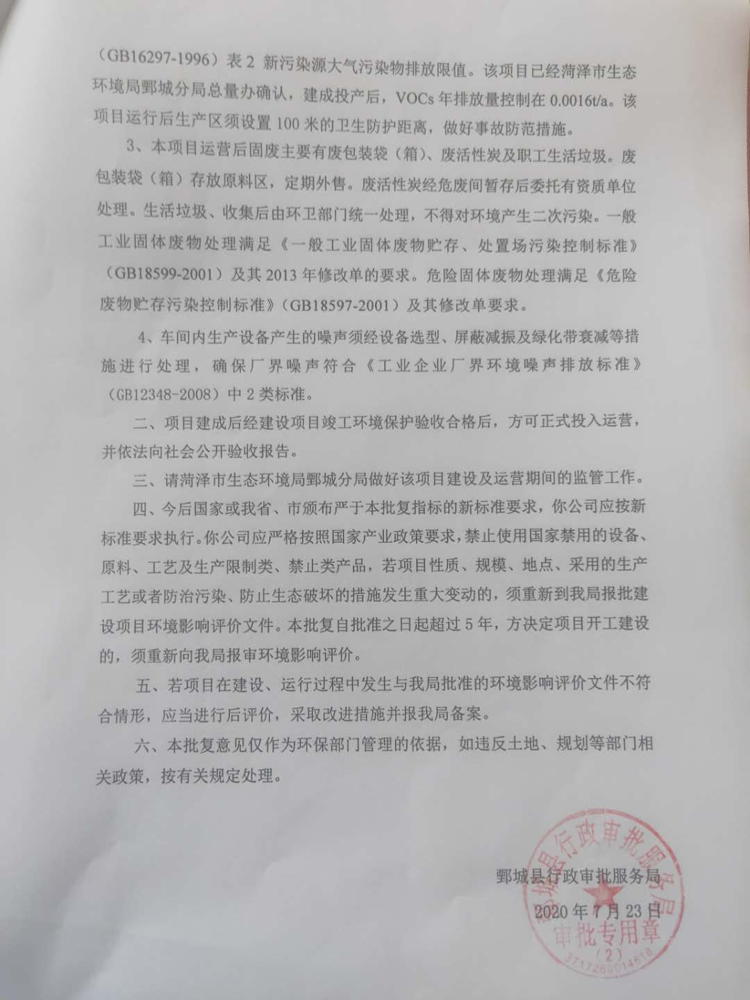 （GB16297-1996）表 2 新污染源大气污染物排放限值。该项目已经菏泽市生态
环境局鄄城分局总量办确认，建成投产后，VOCs 年排放量控制在 0.0016t/a。该
项目运行后生产区须设置 100 米的卫生防护距离，做好事故防范措施。
3、本项目运营后固废主要有废包装袋（箱）、废活性炭及职工生活垃圾。废
包装袋（箱）存放原料区，定期外售。废活性炭经危废间暂存后委托有资质单位
处理。生活垃圾、收集后由环卫部门统一处理，不得对环境产生二次污染。一般
工业固体废物处理满足《一般工业固体废物贮存、处置场污染控制标准》
（GB18599-2001）及其 2013 年修改单的要求。危险固体废物处理满足《危险
废物贮存污染控制标准》（GB18597-2001）及其修改单要求。
4、车间内生产设备产生的噪声须经设备选型、屏蔽减振及绿化带衰减等措
施进行处理，确保厂界噪声符合《工业企业厂界环境噪声排放标准》
（GB12348-2008）中 2 类标准。
二、项目建成后经建设项目竣工环境保护验收合格后，方可正式投入运营，
并依法向社会公开验收报告。
三、请菏泽市生态环境局鄄城分局做好该项目建设及运营期间的监管工作。
四、今后国家或我省、市颁布严于本批复指标的新标准要求，你公司应按新
标准要求执行。你公司应严格按照国家产业政策要求，禁止使用国家禁用的设备、
原料、工艺及生产限制类、禁止类产品，若项目性质、规模、地点、采用的生产
工艺或者防治污染、防止生态破坏的措施发生重大变动的，须重新到我局报批建
设项目环境影响评价文件。本批复自批准之日起超过 5 年，方决定项目开工建设
的，须重新向我局报审环境影响评价。
五、若项目在建设、运行过程中发生与我局批准的环境影响评价文件不符
合情形，应当进行后评价，采取改进措施并报我局备案。
六、本批复意见仅作为环保部门管理的依据，如违反土地、规划等部门相
关政策，按有关规定处理。
鄄城县行政审批服务局
鄄城县行政审批服务局
2020 年 7 月 23 日
审批专用章
（2）
3717260014618